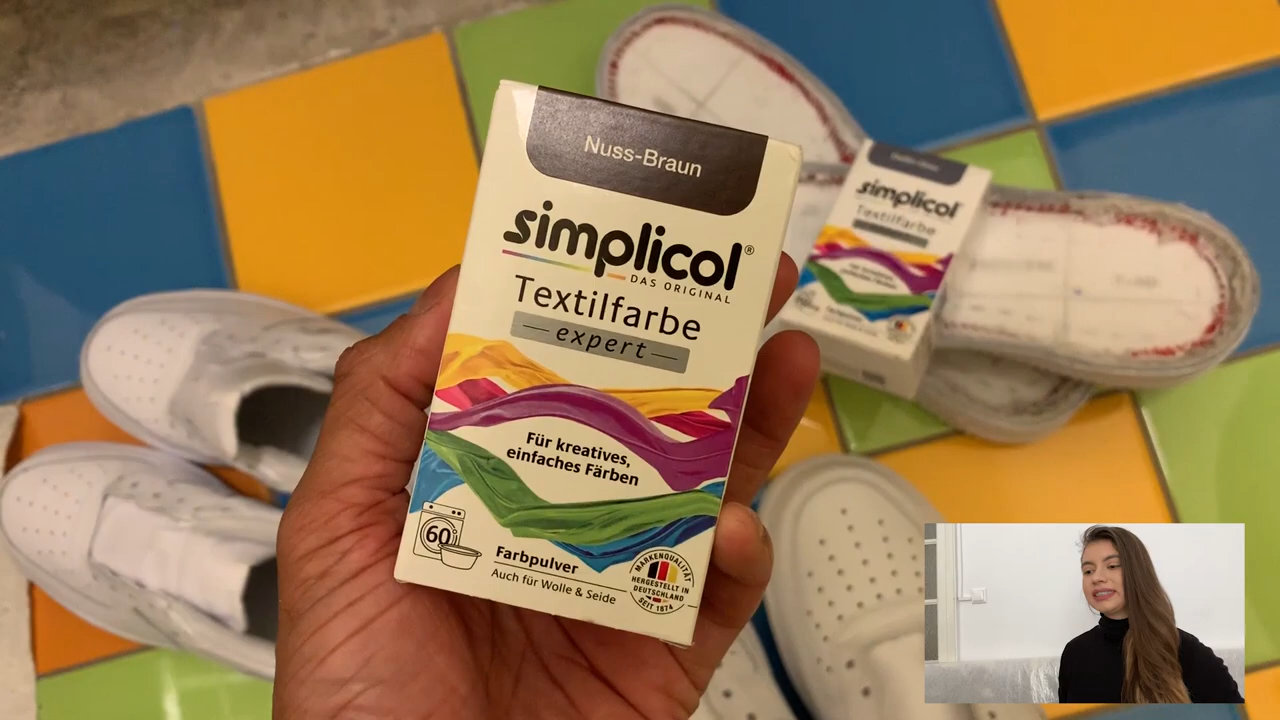 Nuss-Braun
simplicol®
DAS ORIGINAL
Textilfarbe
expert
Für kreatives,
einfaches Färben
60
Farbpulver
Auch für Wolle & Seide
MARKENQUALITÄT
HERGESTELLT IN
DEUTSCHLAND
SEIT 1874
simplicol
Textilfarbe